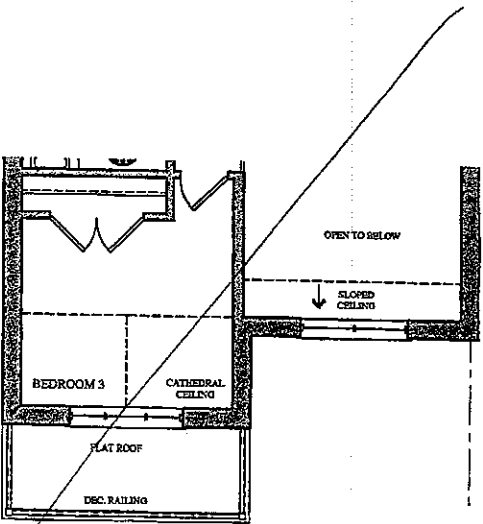 OPEN TO BELOW
SLOPED
CEILING
BEDROOM 3
CATHEDRAL
CEILING
FLAT ROOF
DEC. RAILING